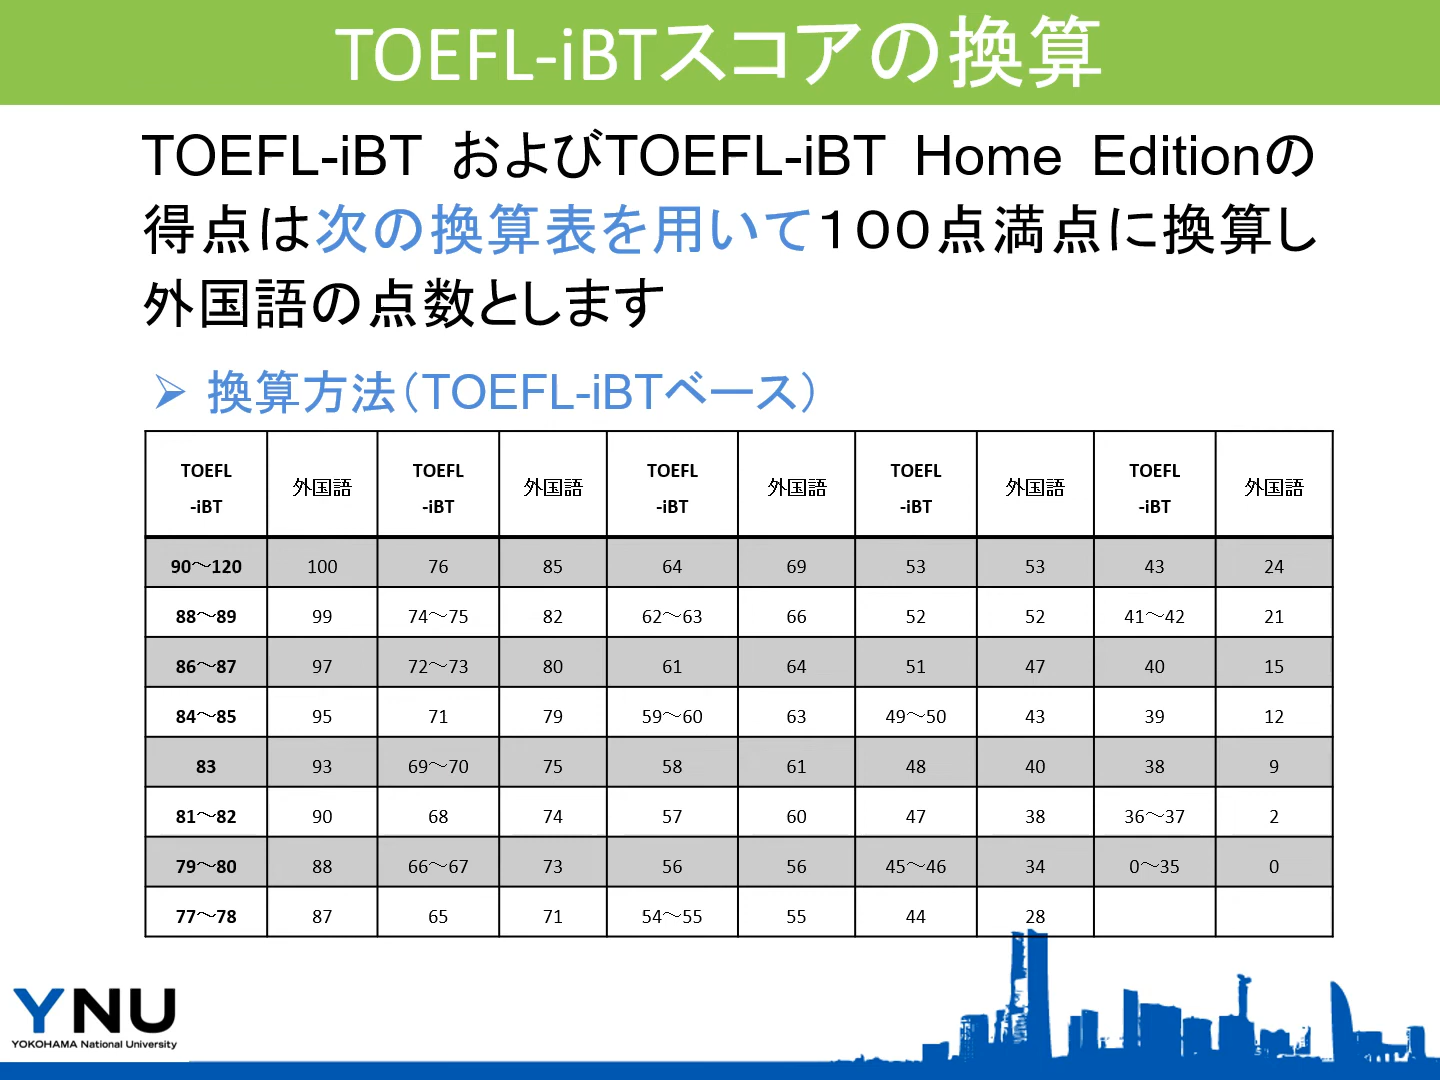 TOEFL-iBTスコアの換算
TOEFL-iBT およびTOEFL-iBT Home Editionの
得点は次の換算表を用いて１００点満点に換算し
外国語の点数とします
➢ 換算方法（TOEFL-iBTベース）
TOEFL -iBT 外国語 TOEFL -iBT 外国語 TOEFL -iBT 外国語 TOEFL -iBT 外国語 TOEFL -iBT 外国語
90～120 100 76 85 64 69 53 53 43 24
88～89 99 74～75 82 62～63 66 52 52 41～42 21
86～87 97 72～73 80 61 64 51 47 40 15
84～85 95 71 79 59～60 63 49～50 43 39 12
83 93 69～70 75 58 61 48 40 38 9
81～82 90 68 74 57 60 47 38 36～37 2
79～80 88 66～67 73 56 56 45～46 34 0～35 0
77～78 87 65 71 54～55 55 44 28
YNU
YOKOHAMA National University